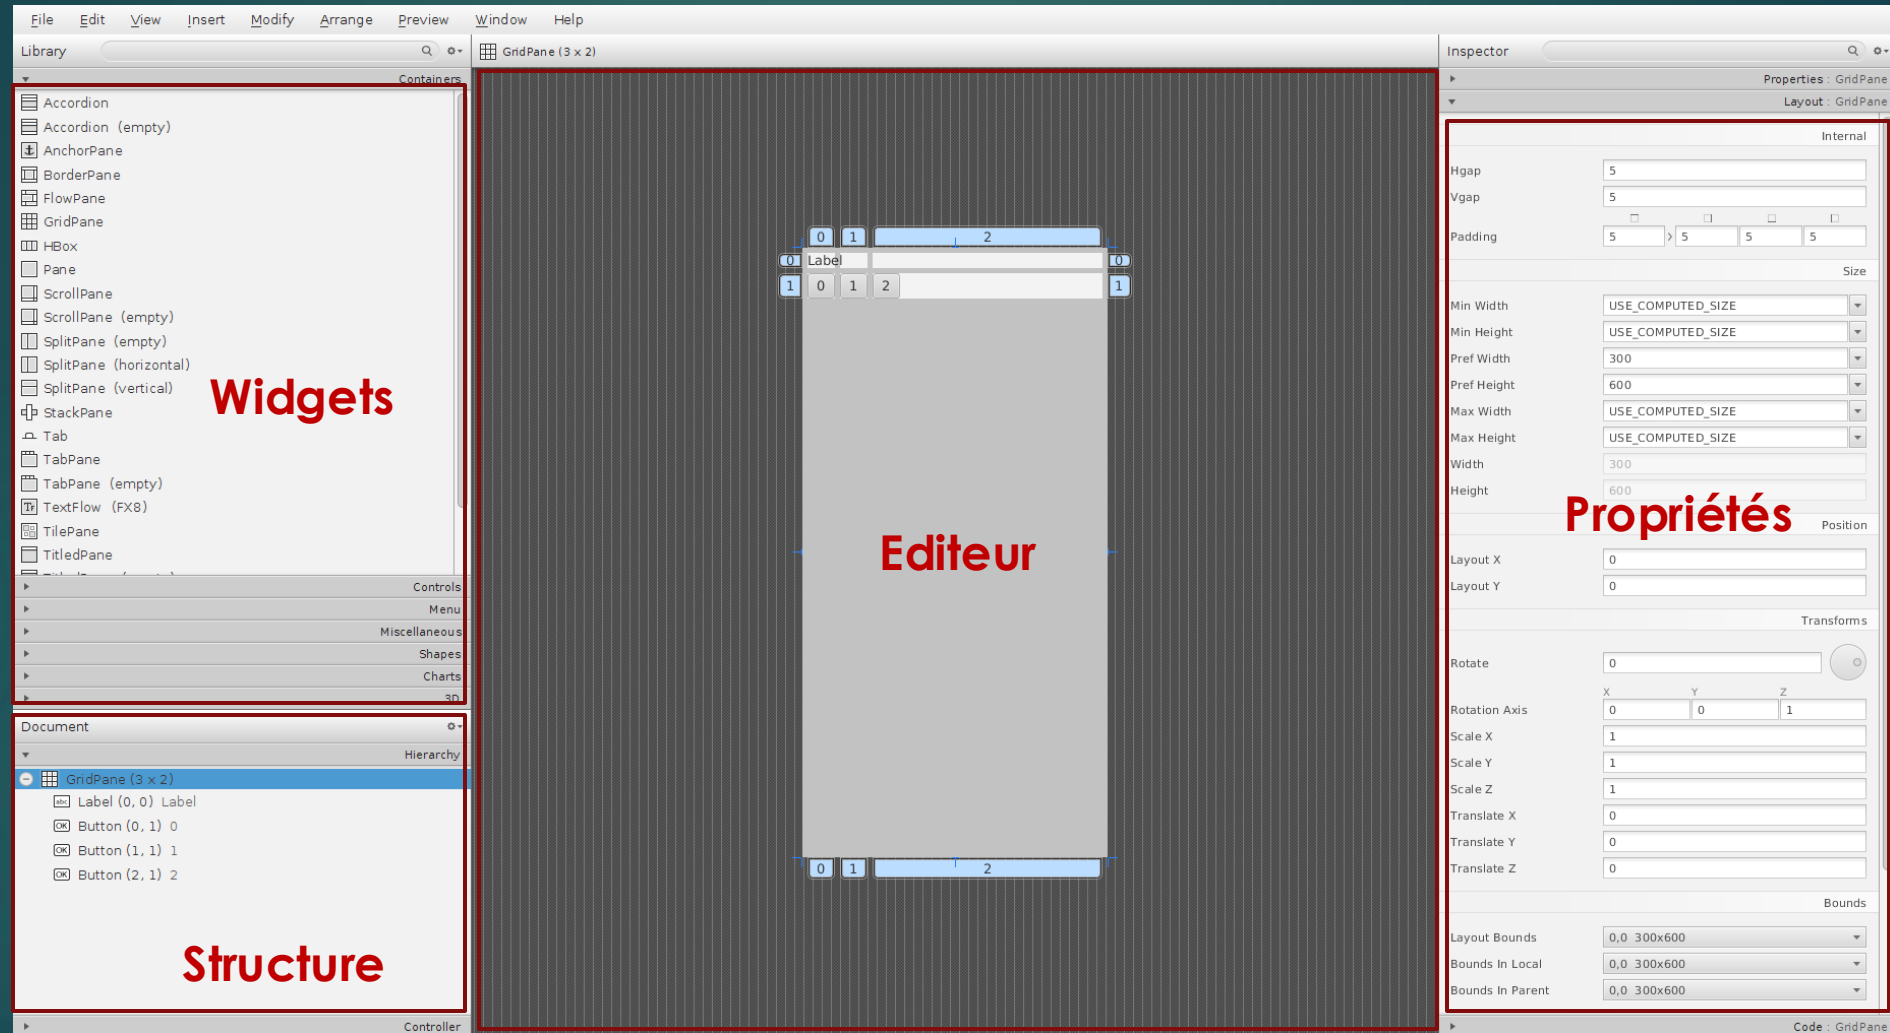 File Edit View Insert Modify Arrange Preview Window Help
Library
Containers
Accordion
Accordion (empty)
AnchorPane
BorderPane
FlowPane
GridPane
HBox
Pane
ScrollPane
ScrollPane (empty)
SplitPane (empty)
SplitPane (horizontal)
SplitPane (vertical)
StackPane
Tab
TabPane
TabPane (empty)
TextFlow (FX8)
TilePane
TitledPane
Widgets
Controls
Menu
Miscellaneous
Shapes
Charts
3D
Document
Hierarchy
GridPane (3 x 2)
abc Label (0, 0) Label
OK Button (0, 1) 0
OK Button (1, 1) 1
OK Button (2, 1) 2
Structure
Controller
GridPane (3 x 2)
0 1 2
0 Label 0
1 0 1 2 1
Editeur
0 1 2
Inspector
Properties : GridPane
Layout : GridPane
Internal
Hgap 5
Vgap 5
Padding 5 5 5 5
Size
Min Width USE_COMPUTED_SIZE
Min Height USE_COMPUTED_SIZE
Pref Width 300
Pref Height 600
Max Width USE_COMPUTED_SIZE
Max Height USE_COMPUTED_SIZE
Width 300
Height 600
Propriétés
Position
Layout X 0
Layout Y 0
Transforms
Rotate 0
X Y Z
Rotation Axis 0 0 1
Scale X 1
Scale Y 1
Scale Z 1
Translate X 0
Translate Y 0
Translate Z 0
Bounds
Layout Bounds 0,0 300x600
Bounds In Local 0,0 300x600
Bounds In Parent 0,0 300x600
Code : GridPane